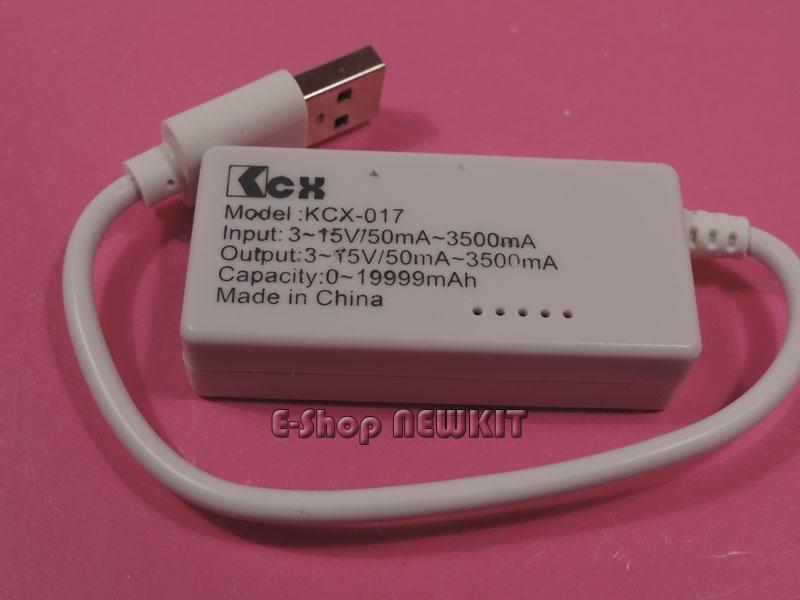 Kcx
Model :KCX-017
Input: 3~15V/50mA~3500mA
Output:3~15V/50mA~3500mA
Capacity:0~19999mAh
Made in China
E-Shop NEWKIT